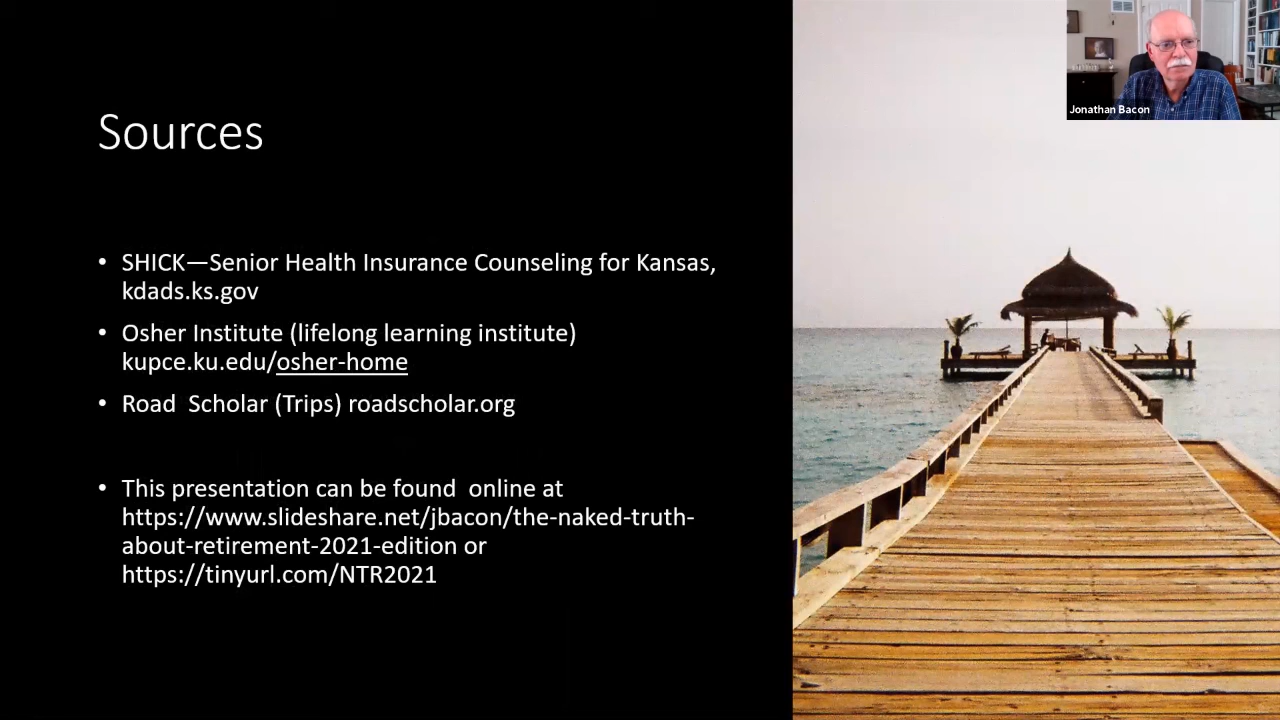 Sources
• SHICK—Senior Health Insurance Counseling for Kansas,
kdads.ks.gov
• Osher Institute (lifelong learning institute)
kupce.ku.edu/osher-home
• Road  Scholar (Trips) roadscholar.org
• This presentation can be found  online at
https://www.slideshare.net/jbacon/the-naked-truth-
about-retirement-2021-edition or
https://tinyurl.com/NTR2021
Jonathan Bacon